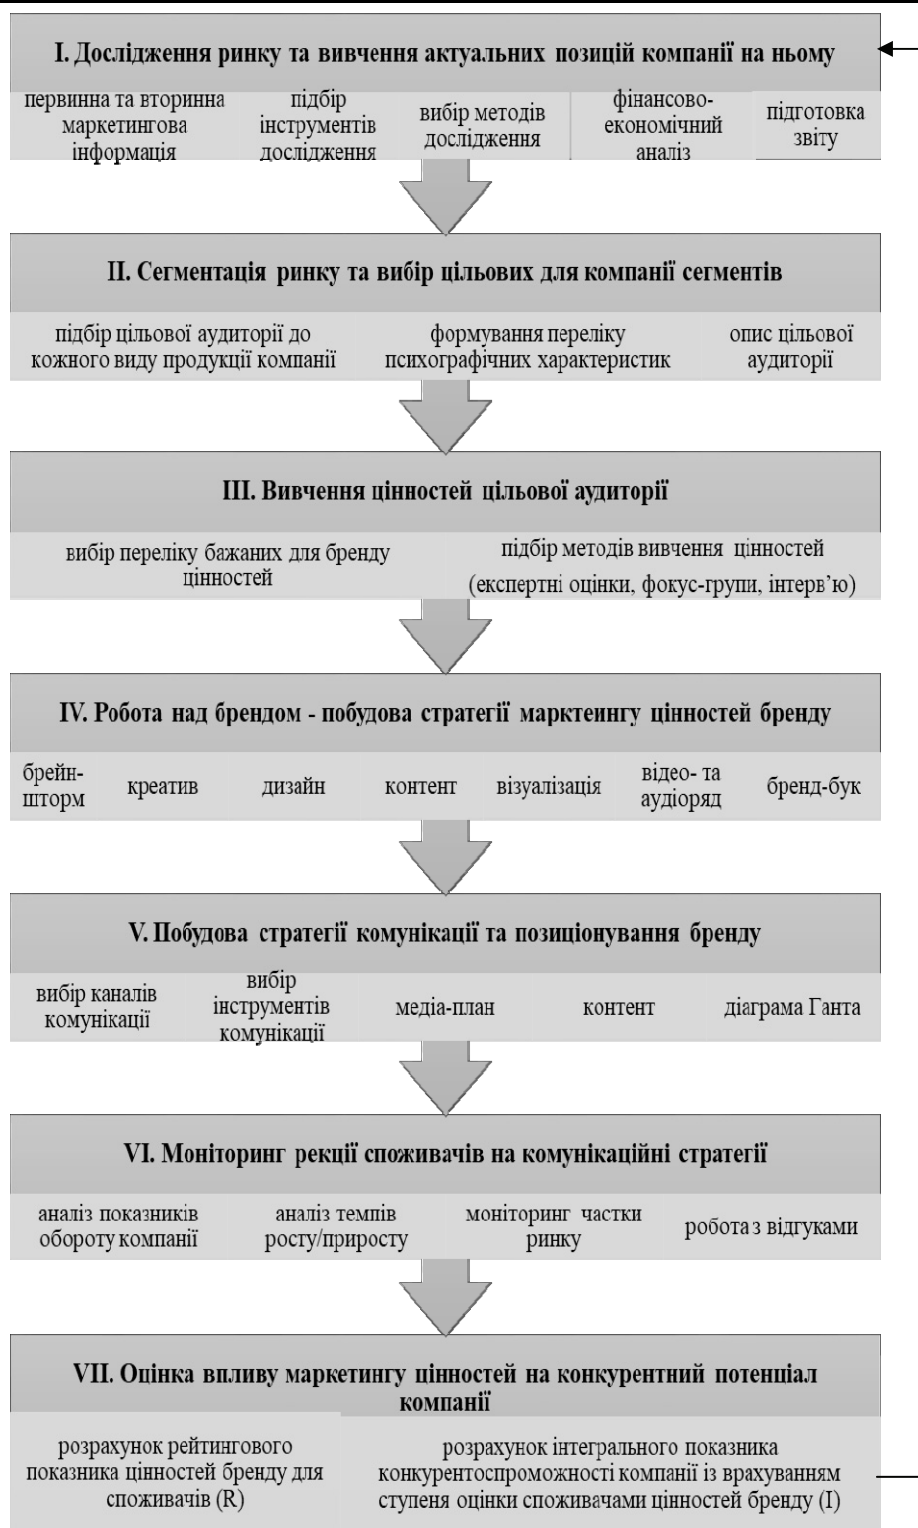 І. Дослідження ринку та вивчення актуальних позицій компанії на ньому
первинна та вторинна
маркетингова
інформація
підбір
інструментів
дослідження
вибір методів
дослідження
фінансово-
економічний
аналіз
підготовка
звіту
ІІ. Сегментація ринку та вибір цільових для компанії сегментів
підбір цільової аудиторії до
кожного виду продукції компанії
формування переліку
психографічних характеристик
опис цільової
аудиторії
ІІІ. Вивчення цінностей цільової аудиторії
вибір переліку бажаних для бренду
цінностей
підбір методів вивчення цінностей
(експертні оцінки, фокус-групи, інтерв’ю)
IV. Робота над брендом - побудова стратегії марктеингу цінностей бренду
брейн-
шторм
креатив
дизайн
контент
візуалізація
відео- та
аудіоряд
бренд-бук
V. Побудова стратегії комунікації та позиціонування бренду
вибір каналів
комунікації
вибір
інструментів
комунікації
медіа-план
контент
діаграма Ганта
VI. Моніторинг рекції споживачів на комунікаційні стратегії
аналіз показників
обороту компанії
аналіз темпів
росту/приросту
моніторинг частки
ринку
робота з відгуками
VII. Оцінка впливу маркетингу цінностей на конкурентний потенціал
компанії
розрахунок рейтингового
показника цінностей бренду для
споживачів (R)
розрахунок інтегрального показника
конкурентоспроможності компанії із врахуванням
ступеня оцінки споживачами цінностей бренду (I)